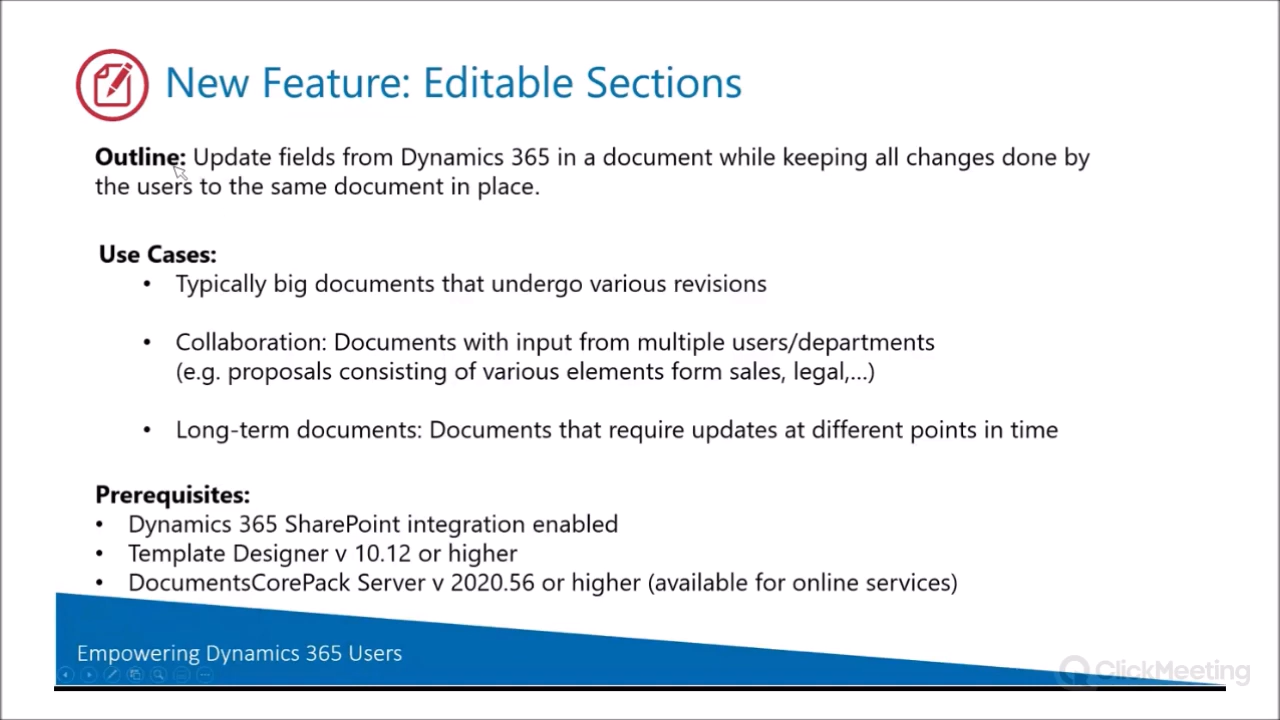 New Feature: Editable Sections
Outline: Update fields from Dynamics 365 in a document while keeping all changes done by
the users to the same document in place.
Use Cases:
• Typically big documents that undergo various revisions
• Collaboration: Documents with input from multiple users/departments
(e.g. proposals consisting of various elements form sales, legal,...)
• Long-term documents: Documents that require updates at different points in time
Prerequisites:
• Dynamics 365 SharePoint integration enabled
• Template Designer v 10.12 or higher
• DocumentsCorePack Server v 2020.56 or higher (available for online services)
Empowering Dynamics 365 Users
ClickMeeting